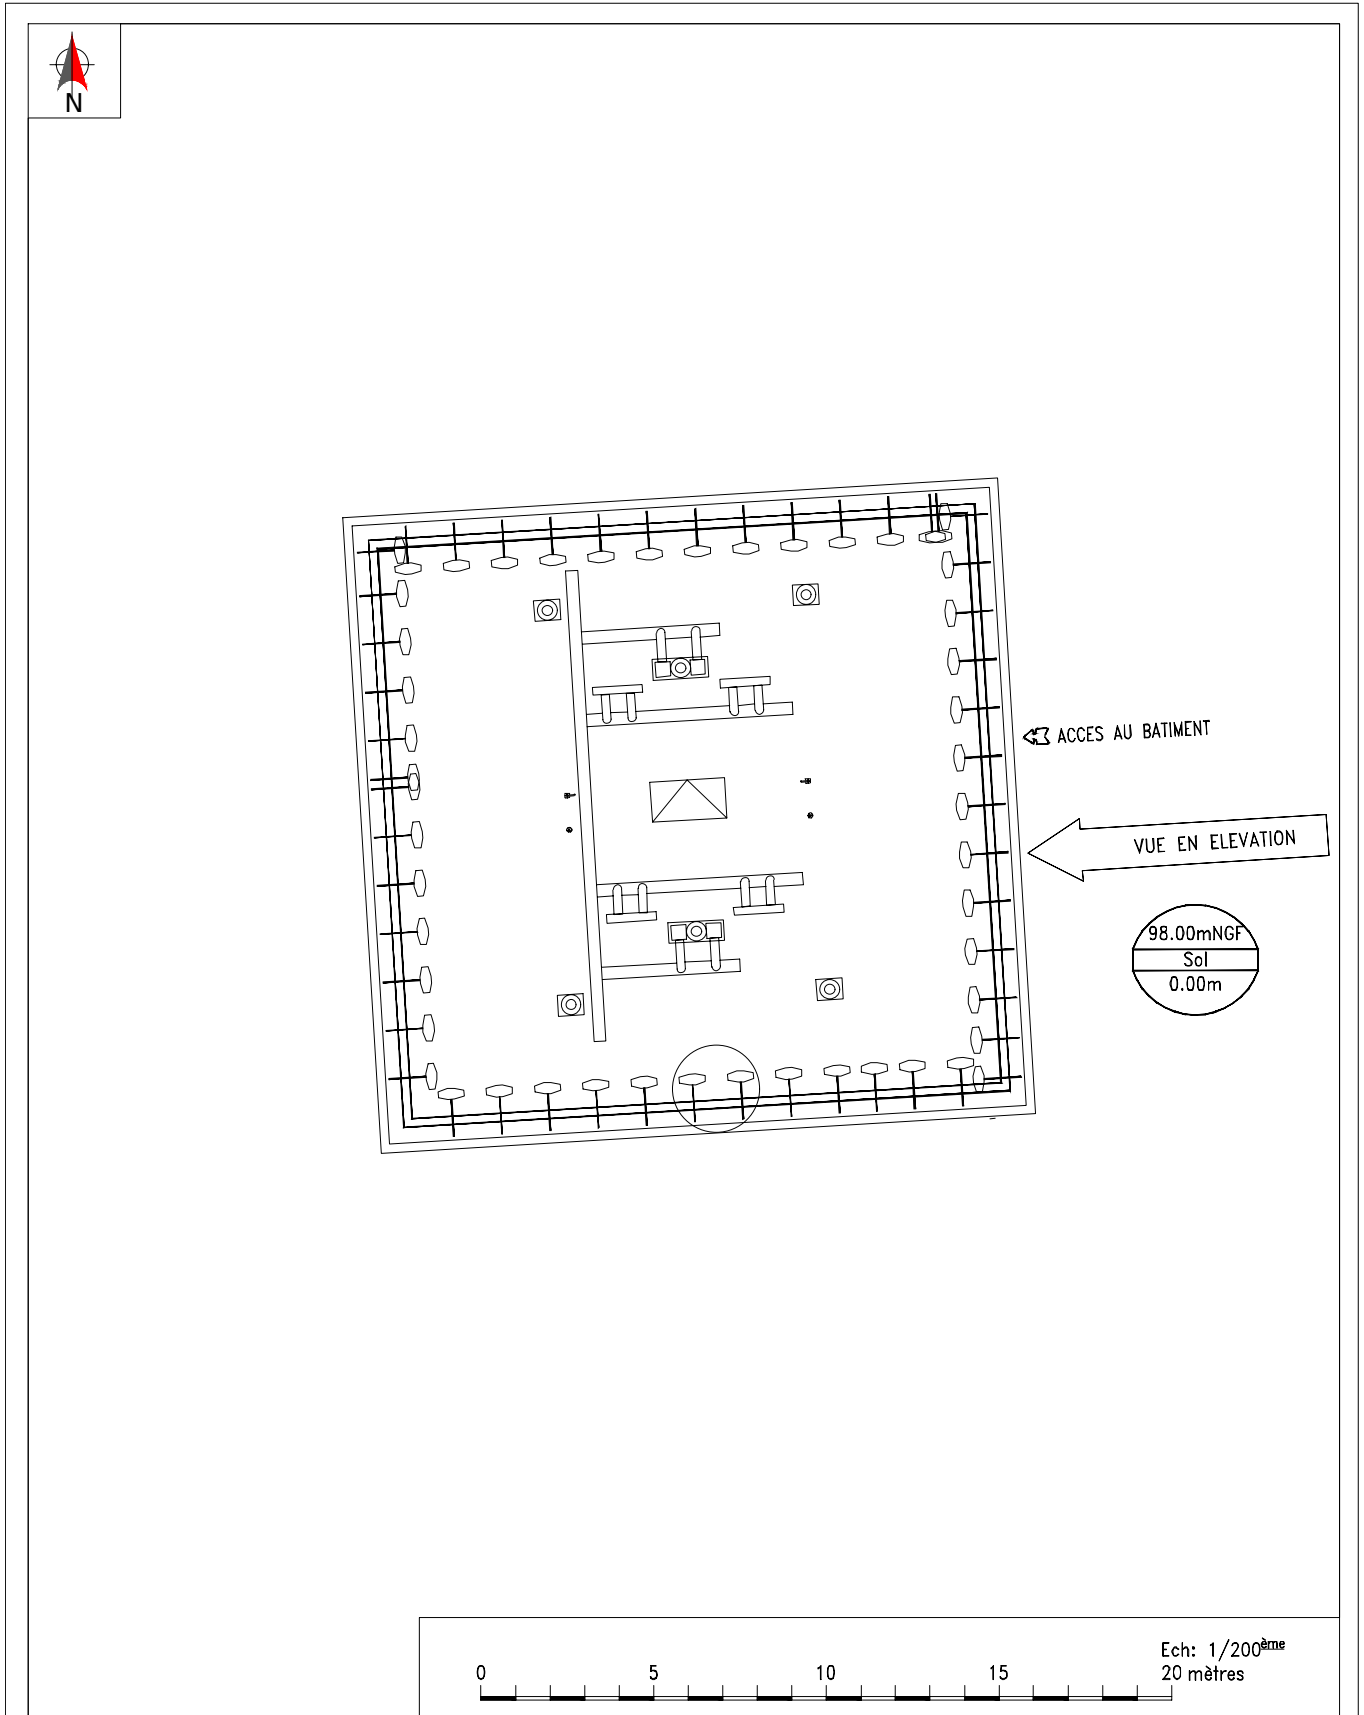 N
ACCES AU BATIMENT
VUE EN ELEVATION
98.00mNGF
Sol
0.00m
Ech: 1/200ème
0 5 10 15 20 mètres